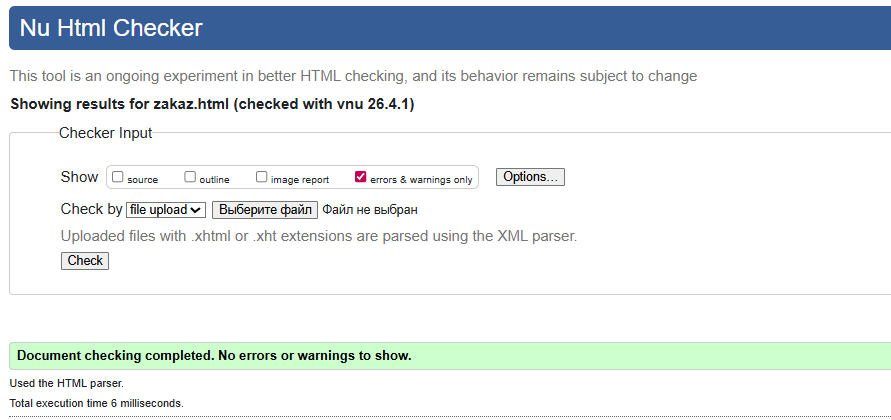 Nu Html Checker
This tool is an ongoing experiment in better HTML checking, and its behavior remains subject to change
Showing results for zakaz.html (checked with vnu 26.4.1)
Checker Input
Show source outline image report errors & warnings only Options...
Check by file upload Выберите файл Файл не выбран
Uploaded files with .xhtml or .xht extensions are parsed using the XML parser.
Check
Document checking completed. No errors or warnings to show.
Used the HTML parser.
Total execution time 6 milliseconds.